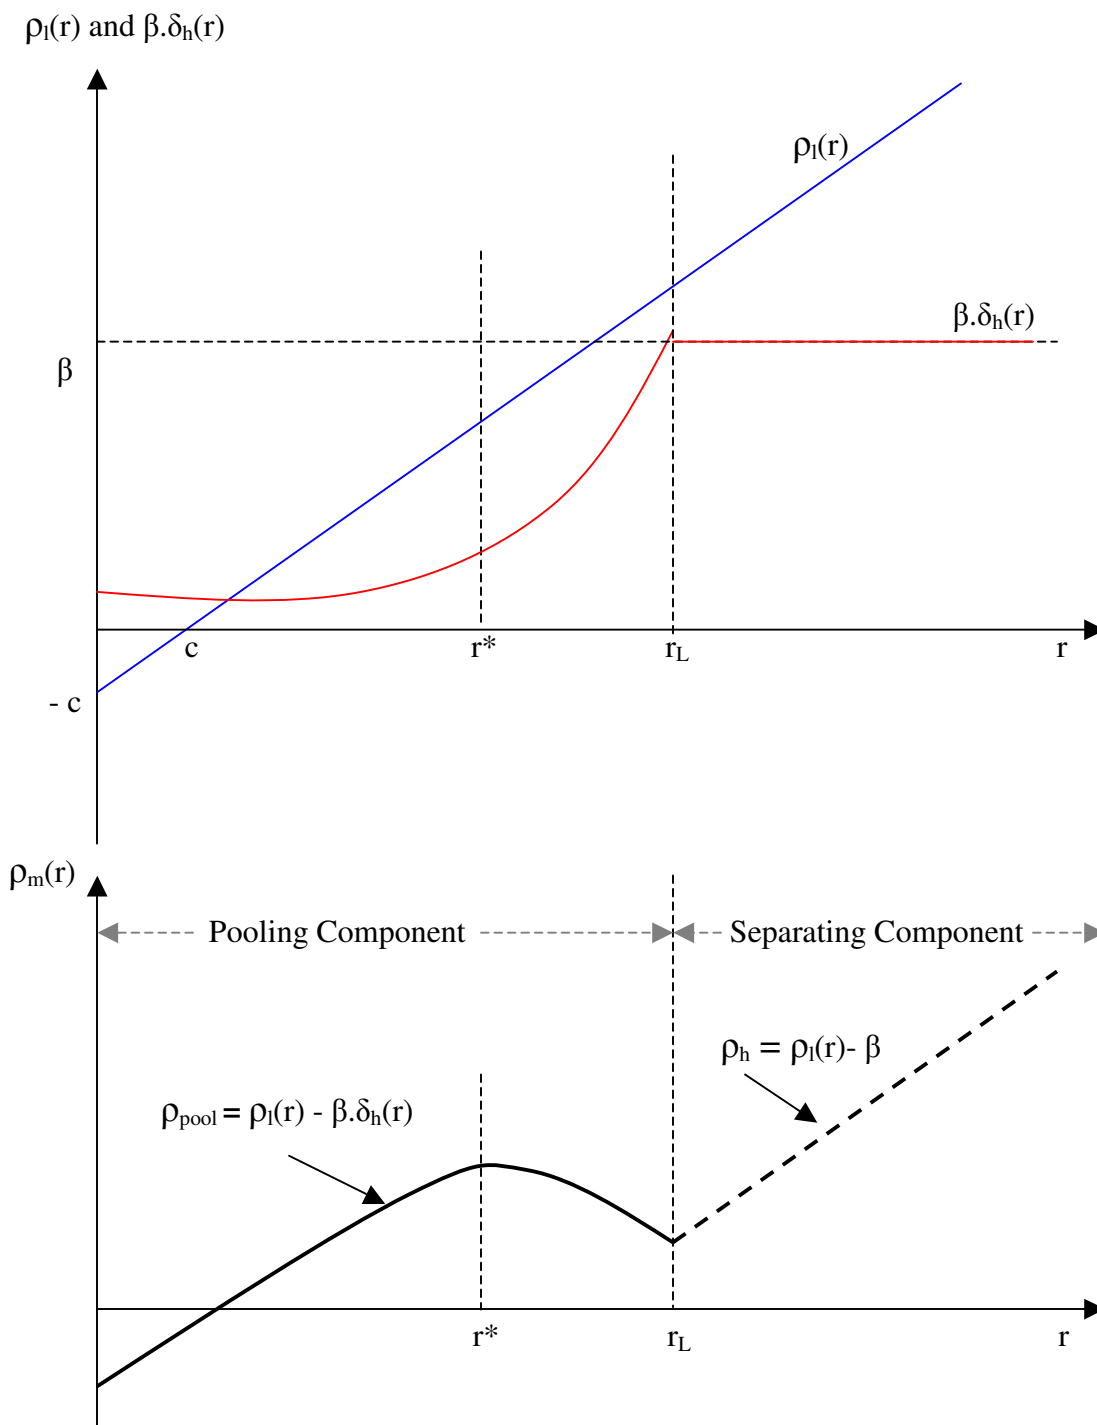 ρl(r) and β.δh(r)
ρl(r)
β.δh(r)
β
c r* rL r
- c
ρm(r)
Pooling Component Separating Component
ρh = ρl(r)- β
ρpool = ρl(r) - β.δh(r)
r* rL r